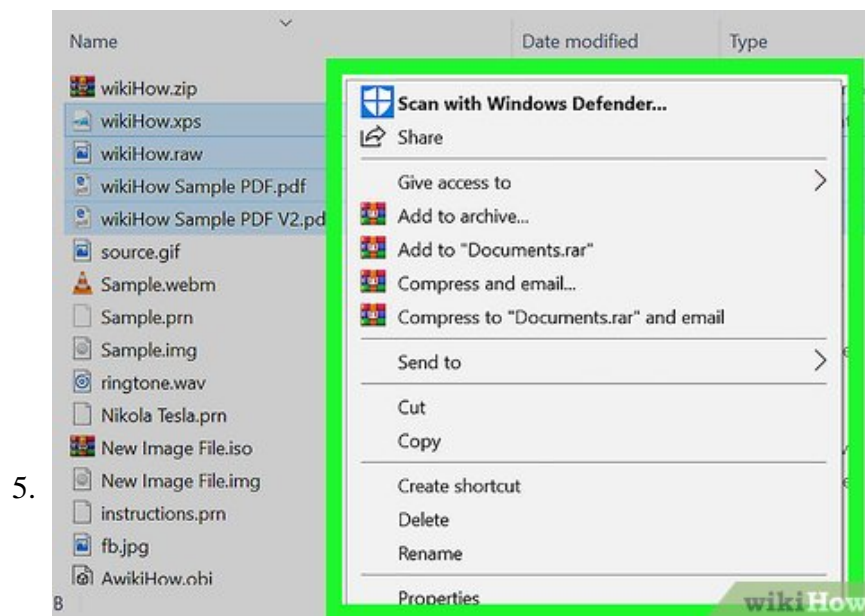 Name Date modified Type
wikiHow.zip
wikiHow.xps
wikiHow.raw
wikiHow Sample PDF.pdf
wikiHow Sample PDF V2.pd
source.gif
Sample.webm
Sample.prn
Sample.img
ringtone.wav
Nikola Tesla.prn
New Image File.iso
New Image File.img
instructions.prn
fb.jpg
AwikiHow.obj
8
5.
Scan with Windows Defender...
Share
Give access to
Add to archive...
Add to "Documents.rar"
Compress and email...
Compress to "Documents.rar" and email
Send to
Cut
Copy
Create shortcut
Delete
Rename
Properties
wikiHow